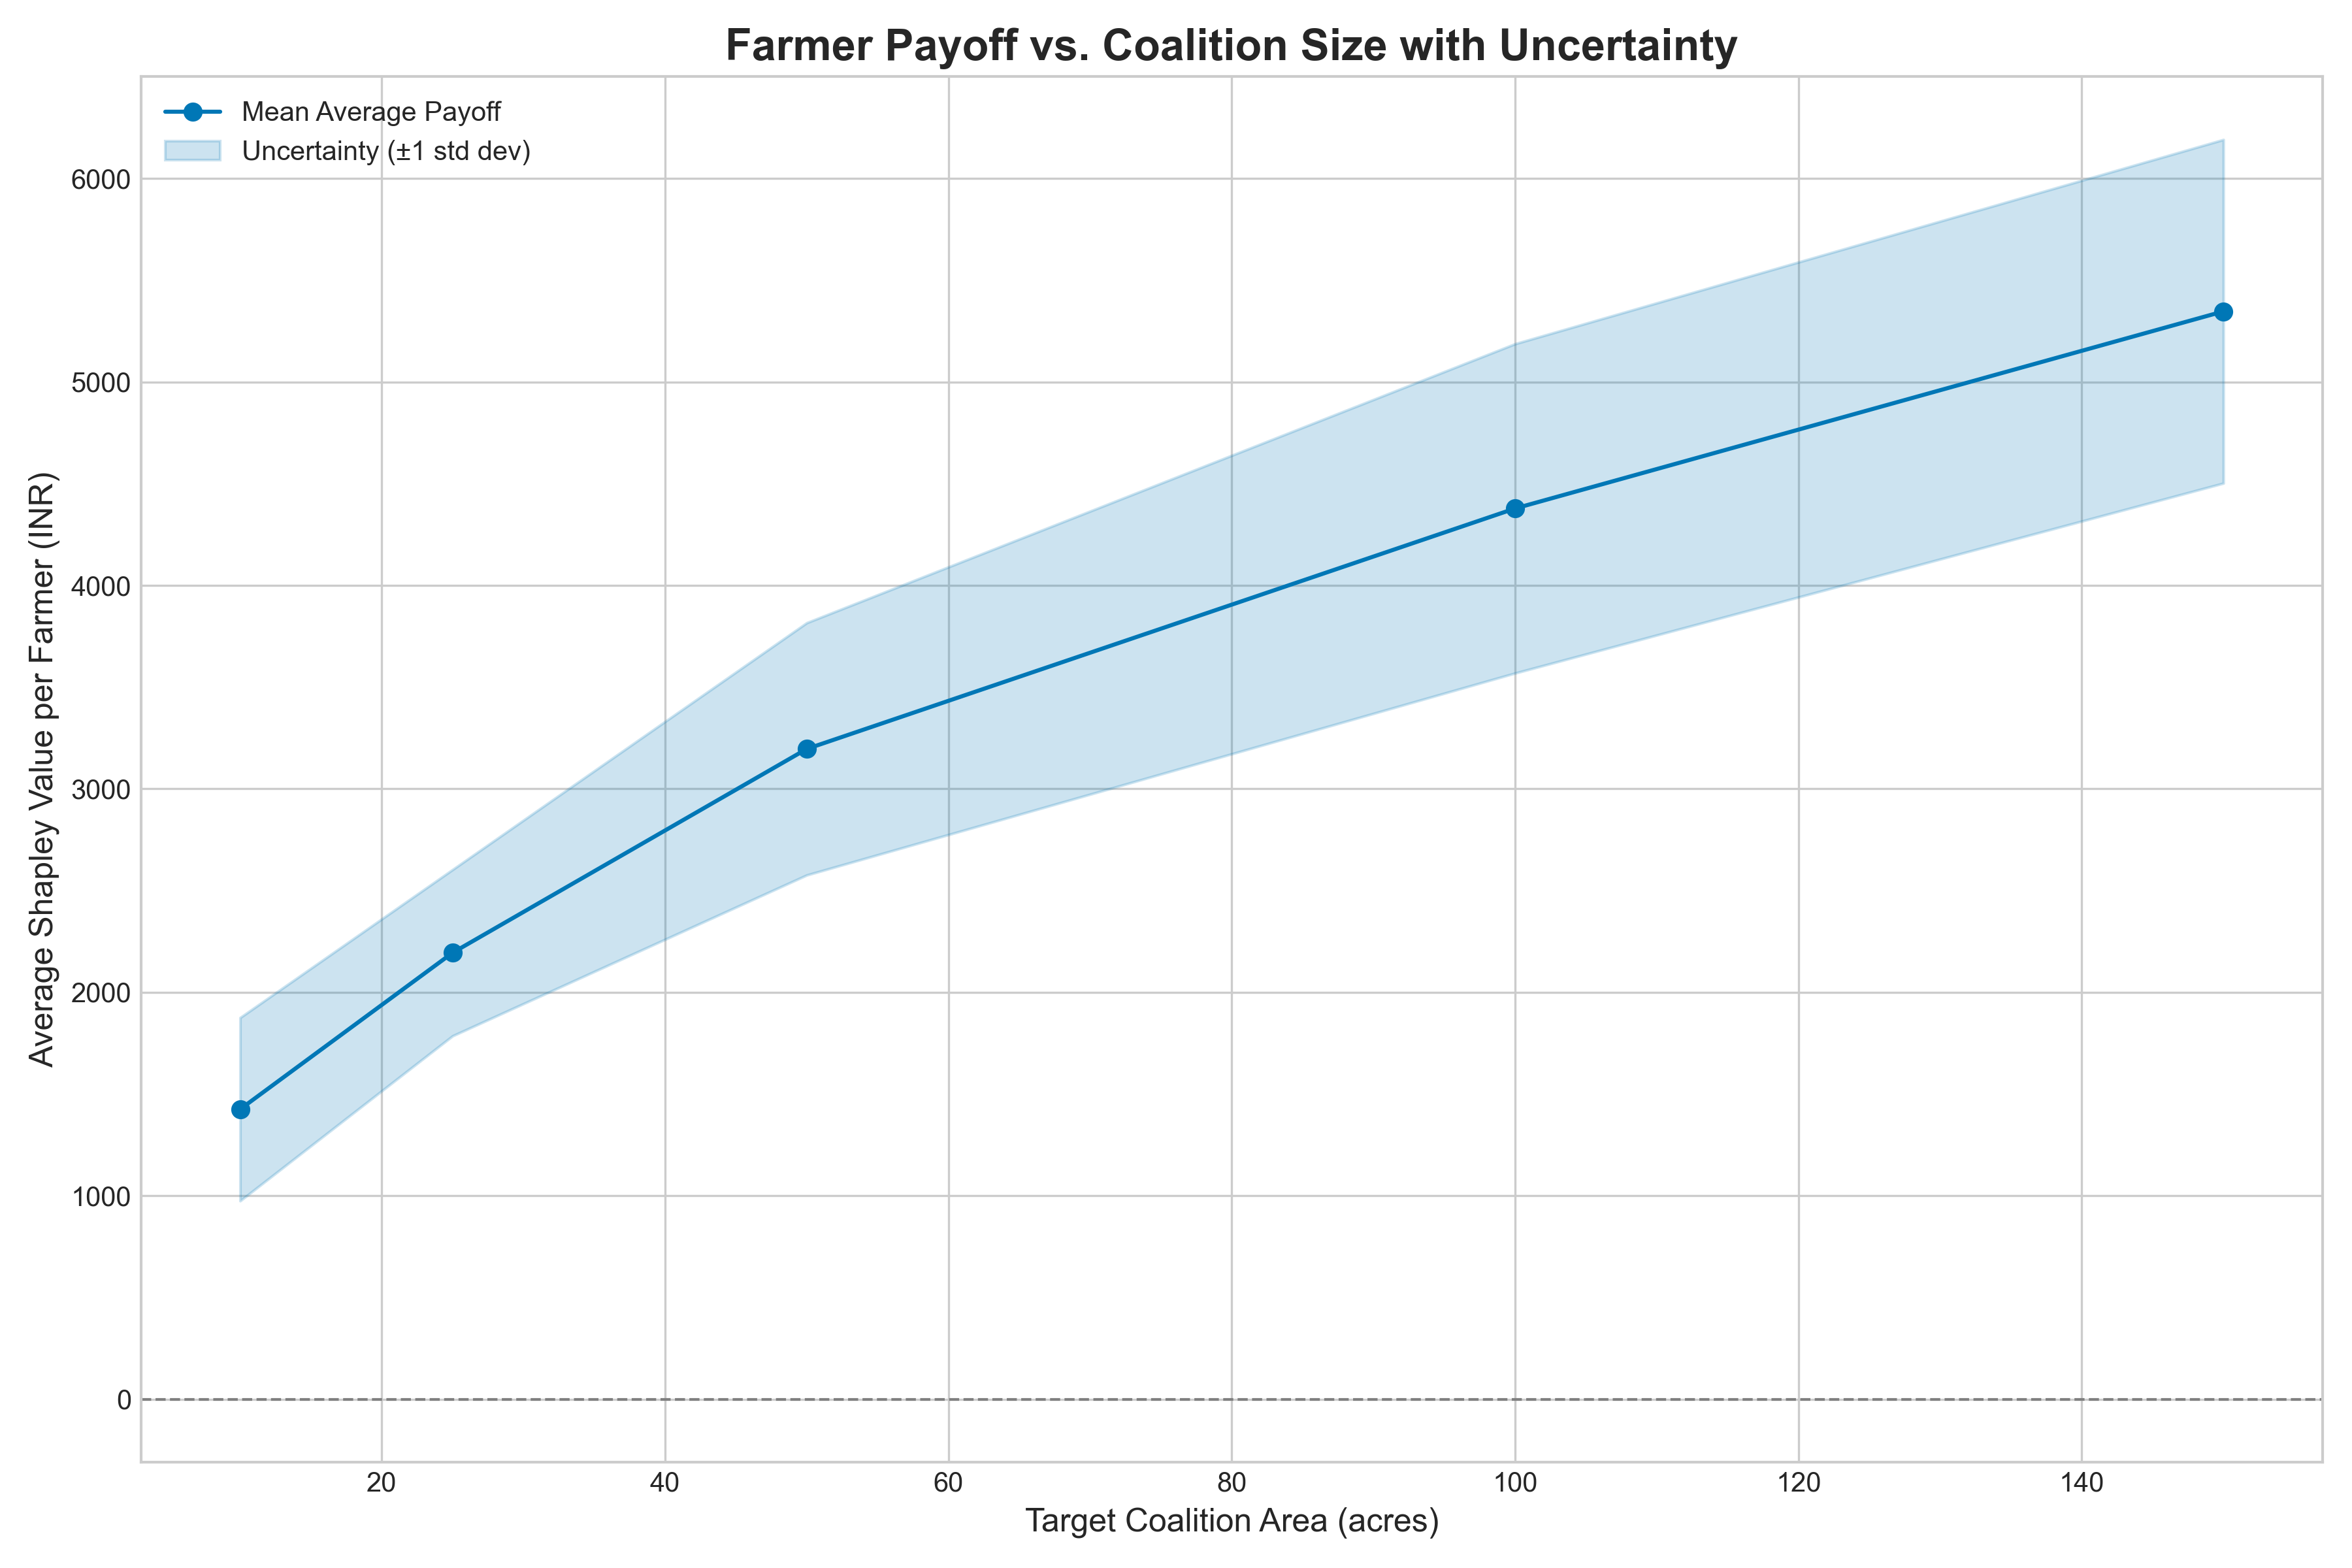 Farmer Payoff vs. Coalition Size with Uncertainty
Mean Average Payoff
Uncertainty (±1 std dev)
Average Shapley Value per Farmer (INR)
6000
5000
4000
3000
2000
1000
0
20 40 60 80 100 120 140
Target Coalition Area (acres)